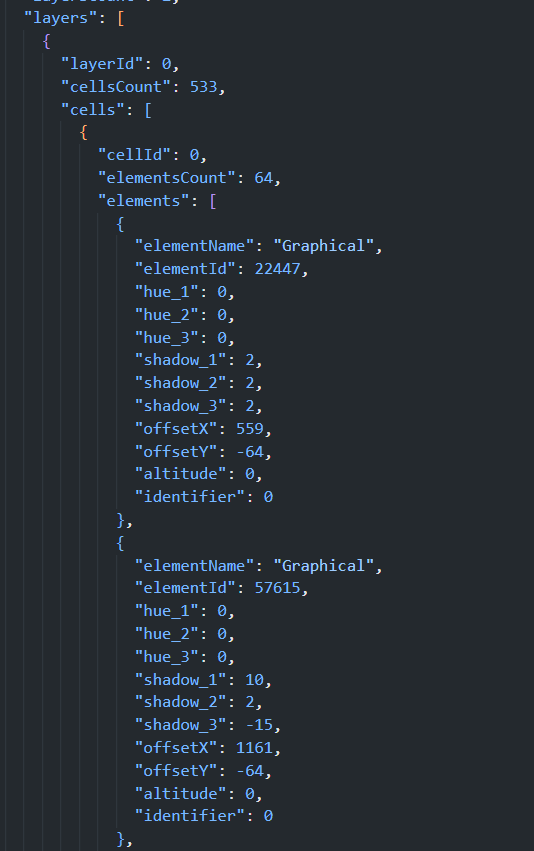 "layers": [
{
"layerId": 0,
"cellsCount": 533,
"cells": [
{
"cellId": 0,
"elementsCount": 64,
"elements": [
{
"elementName": "Graphical",
"elementId": 22447,
"hue_1": 0,
"hue_2": 0,
"hue_3": 0,
"shadow_1": 2,
"shadow_2": 2,
"shadow_3": 2,
"offsetX": 559,
"offsetY": -64,
"altitude": 0,
"identifier": 0
},
{
"elementName": "Graphical",
"elementId": 57615,
"hue_1": 0,
"hue_2": 0,
"hue_3": 0,
"shadow_1": 10,
"shadow_2": 2,
"shadow_3": -15,
"offsetX": 1161,
"offsetY": -64,
"altitude": 0,
"identifier": 0
},